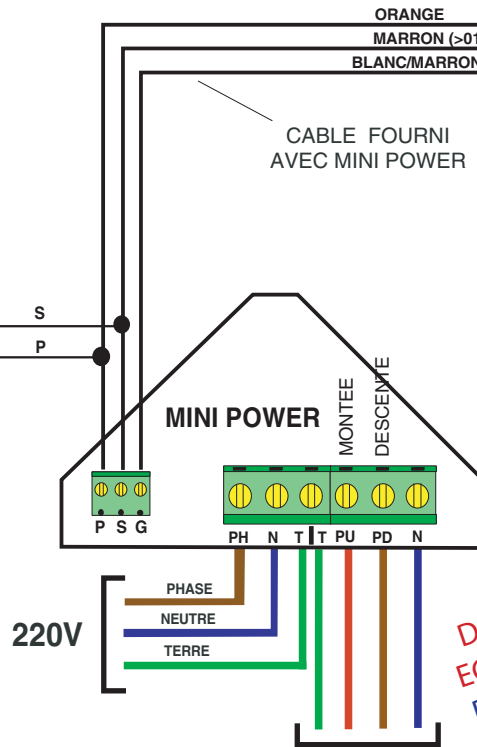 ORANGE
MARRON (>01
BLANC/MARRON
CABLE FOURNI
AVEC MINI POWER
S
P
MINI POWER
MONTEE
DESCENTE
P S G
PH N T T PU PD N
PHASE
220V
NEUTRE
TERRE
D
EC